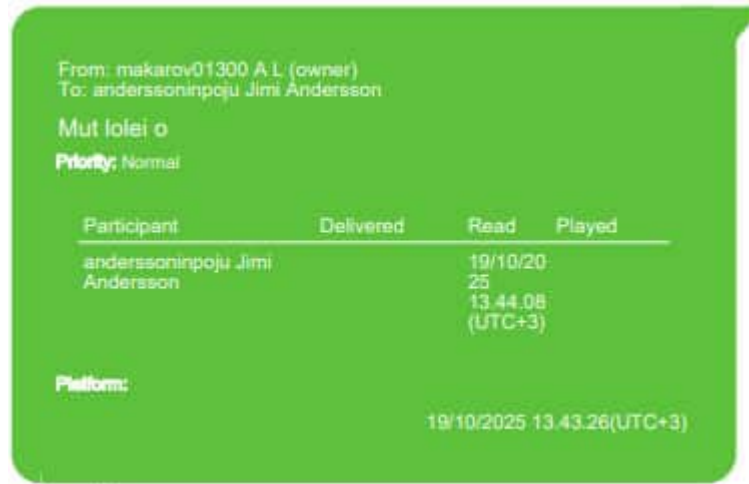 From: makarov01300 A L (owner)
To: anderssoninpoju Jimi Andersson
Mut lolei o
Priority: Normal
Participant Delivered Read Played
anderssoninpoju Jimi 19/10/20
Andersson 25
13.44.08
(UTC+3)
Platform:
19/10/2025 13.43.26(UTC+3)